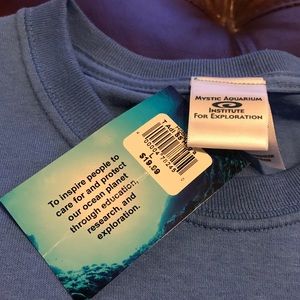 MYSTIC AQUARIUM
INSTITUTE
FOR EXPLORATION
$19.99
To inspire people to
care for and protect
our ocean planet
through education,
research, and
exploration.